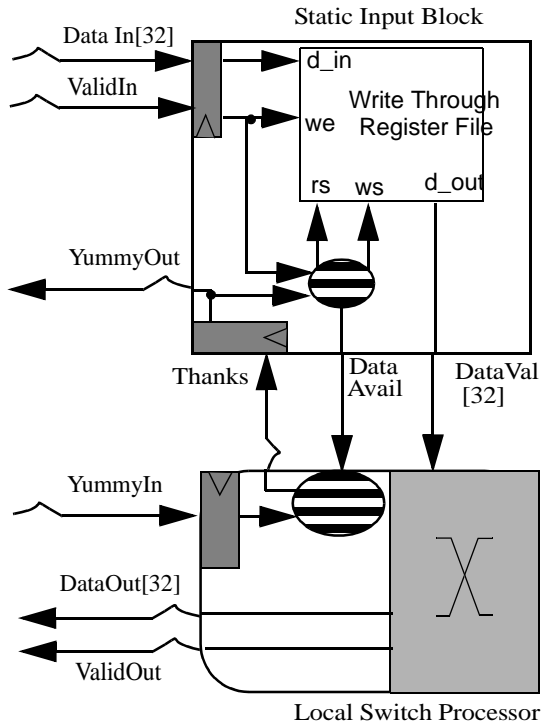 Static Input Block
Data In[32]
d_in
ValidIn
Write Through
we
Register File
rs
ws
d_out
YummyOut
Thanks
Data
Avail
DataVal
[32]
YummyIn
DataOut[32]
ValidOut
Local Switch Processor